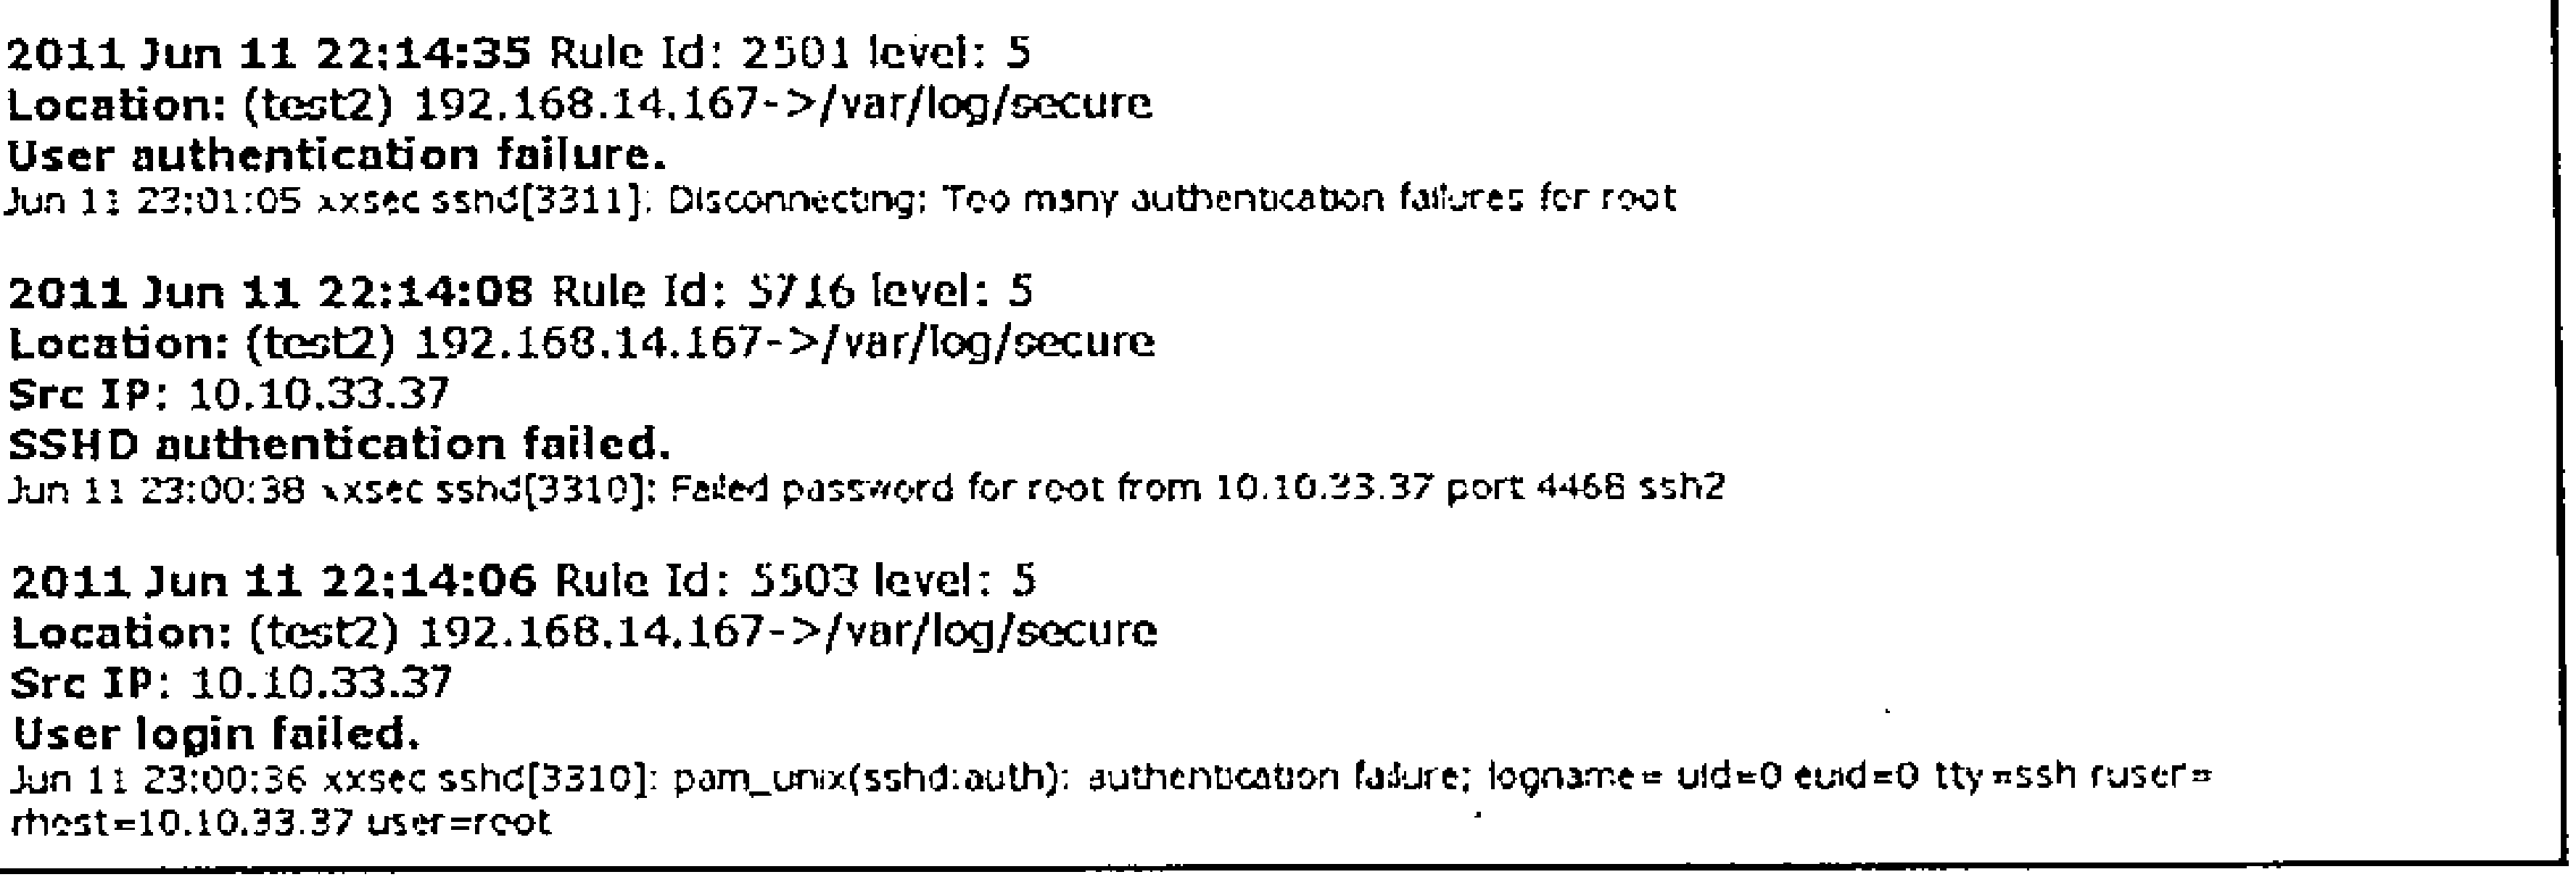 2011 Jun 11 22:14:35 Rule Id: 2501 level: 5
Location: (test2) 192.168.14.167->/var/log/secure
User authentication failure.
Jun 11 23:01:05 xxsec sshd[3311]: Disconnecting: Too many authentication failures for root
2011 Jun 11 22:14:08 Rule Id: 5716 level: 5
Location: (test2) 192.168.14.167->/var/log/secure
Src IP: 10.10.33.37
SSHD authentication failed.
Jun 11 23:00:38 xxsec sshd[3310]: Failed password for root from 10.10.33.37 port 4468 ssh2
2011 Jun 11 22:14:06 Rule Id: 5503 level: 5
Location: (test2) 192.168.14.167->/var/log/secure
Src IP: 10.10.33.37
User login failed.
Jun 11 23:00:36 xxsec sshd[3310]: pam_unix(sshd:auth): authentication failure; logname= uid=0 euid=0 tty=ssh ruser=
rhost=10.10.33.37 user=root